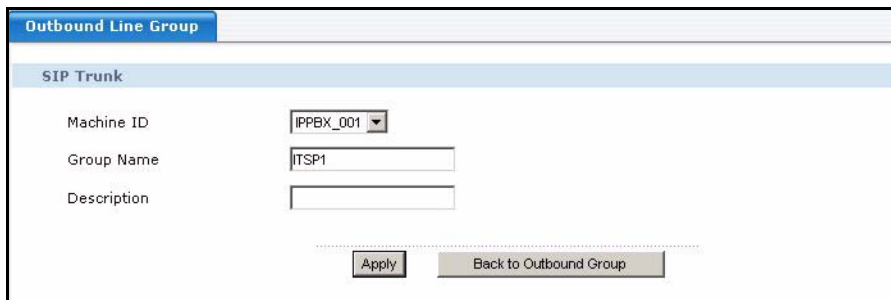 Outbound Line Group
SIP Trunk
Machine ID
IPPBX_001
Group Name
ITSP1
Description
Apply
Back to Outbound Group